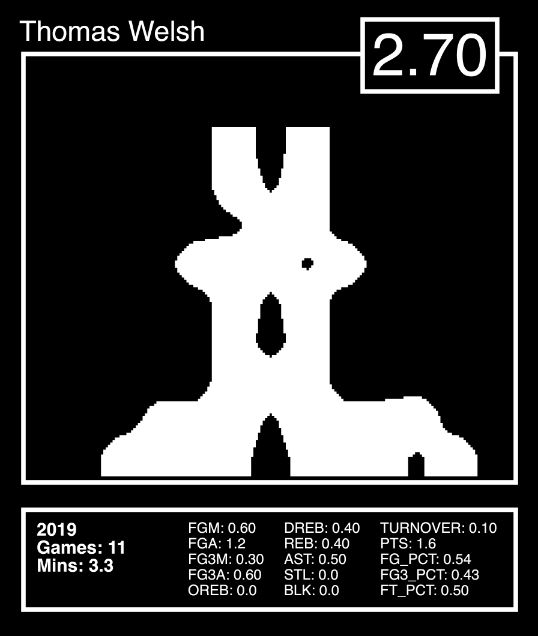 Thomas Welsh
2.70
2019
Games: 11
Mins: 3.3
FGM: 0.60
FGA: 1.2
FG3M: 0.30
FG3A: 0.60
OREB: 0.0
DREB: 0.40
REB: 0.40
AST: 0.50
STL: 0.0
BLK: 0.0
TURNOVER: 0.10
PTS: 1.6
FG_PCT: 0.54
FG3_PCT: 0.43
FT_PCT: 0.50